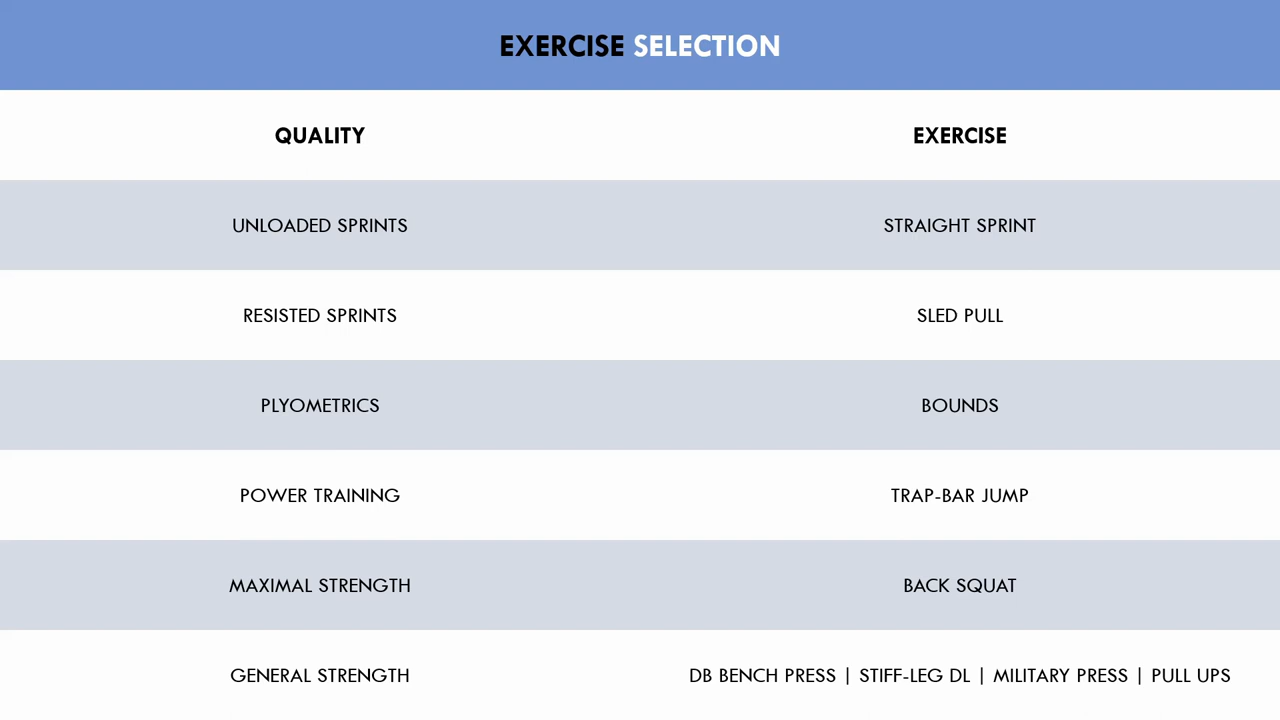 EXERCISE SELECTION
QUALITY EXERCISE
UNLOADED SPRINTS STRAIGHT SPRINT
RESISTED SPRINTS SLED PULL
PLYOMETRICS BOUNDS
POWER TRAINING TRAP-BAR JUMP
MAXIMAL STRENGTH BACK SQUAT
GENERAL STRENGTH DB BENCH PRESS | STIFF-LEG DL | MILITARY PRESS | PULL UPS